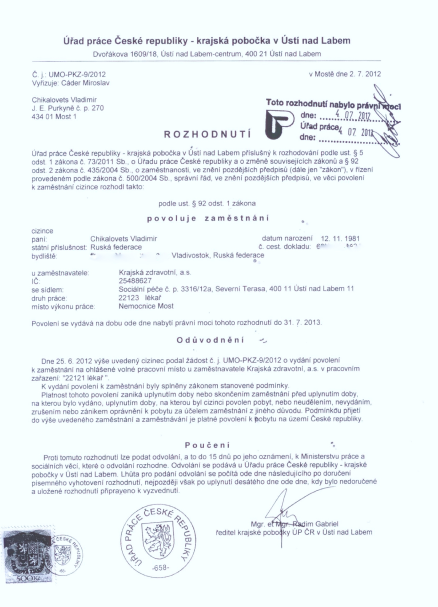 Úřad práce České republiky - krajská pobočka v Ústí nad Labem
Dvořákova 1609/18, Ústí nad Labem-centrum, 400 21 Ústí nad Labem
Č. j.: UMO-PKZ-9/2012
Vyřizuje: Cáder Miroslav
v Mostě dne 2. 7. 2012
Chikalovets Vladimir
J. E. Purkyně č. p. 270
434 01 Most 1
Toto rozhodnutí nabylo právní moci
dne: 4 07. 2012
Úřad práce
dne: 4 07. 2012
ROZHODNUTÍ
Úřad práce České republiky - krajská pobočka v Ústí nad Labem příslušný k rozhodování podle ust. § 5
odst. 1 zákona č. 73/2011 Sb., o Úřadu práce České republiky a o změně souvisejících zákonů a § 92
odst. 2 zákona č. 435/2004 Sb., o zaměstnanosti, ve znění pozdějších předpisů (dále jen "zákon"), v řízení
provedeném podle zákona č. 500/2004 Sb., správní řád, ve znění pozdějších předpisů, ve věci povolení
k zaměstnání cizince rozhodl takto:
podle ust. § 92 odst. 1 zákona
povoluje zaměstnání
cizince
paní: Chikalovets Vladimir datum narození 12. 11. 1981
státní příslušnost: Ruská federace č. cest. dokladu:
bydliště: Vladivostok, Ruská federace
u zaměstnavatele: Krajská zdravotní, a.s.
IČ: 25488627
se sídlem: Sociální péče č. p. 3316/12a, Severní Terasa, 400 11 Ústí nad Labem 11
druh práce: 22123 lékař
místo výkonu práce: Nemocnice Most
Povolení se vydává na dobu ode dne nabytí právní moci tohoto rozhodnutí do 31. 7. 2013.
Odůvodnění
Dne 25. 6. 2012 výše uvedený cizinec podal žádost č. j. UMO-PKZ-9/2012 o vydání povolení
k zaměstnání na ohlášené volné pracovní místo u zaměstnavatele Krajská zdravotní, a.s. v pracovním
zařazení: "22121 lékař ".
K vydání povolení k zaměstnání byly splněny zákonem stanovené podmínky.
Platnost tohoto povolení zaniká uplynutím doby nebo skončením zaměstnání před uplynutím doby,
na kterou bylo vydáno, uplynutím doby, na kterou byl cizinci povolen pobyt, nebo neudělením, nevydáním,
zrušením nebo zánikem oprávnění k pobytu za účelem zaměstnání z jiného důvodu. Podmínkou přijetí
do výše uvedeného zaměstnání a zaměstnávání je platné povolení k pobytu na území České republiky.
Poučení
Proti tomuto rozhodnutí lze podat odvolání, a to do 15 dnů po jeho oznámení, k Ministerstvu práce a
sociálních věcí, které o odvolání rozhodne. Odvolání se podává u Úřadu práce České republiky - krajské
pobočky v Ústí nad Labem. Lhůta pro podání odvolání se počítá ode dne následujícího po doručení
písemného vyhotovení rozhodnutí, nejpozději však po uplynutí desátého dne ode dne, kdy bylo nedoručené
a uložené rozhodnutí připraveno k vyzvednutí.
Mgr. et Mgr. Radim Gabriel
ředitel krajské pobočky ÚP ČR v Ústí nad Labem
ÚŘAD PRÁCE ČESKÉ REPUBLIKY
-658-
500Kč